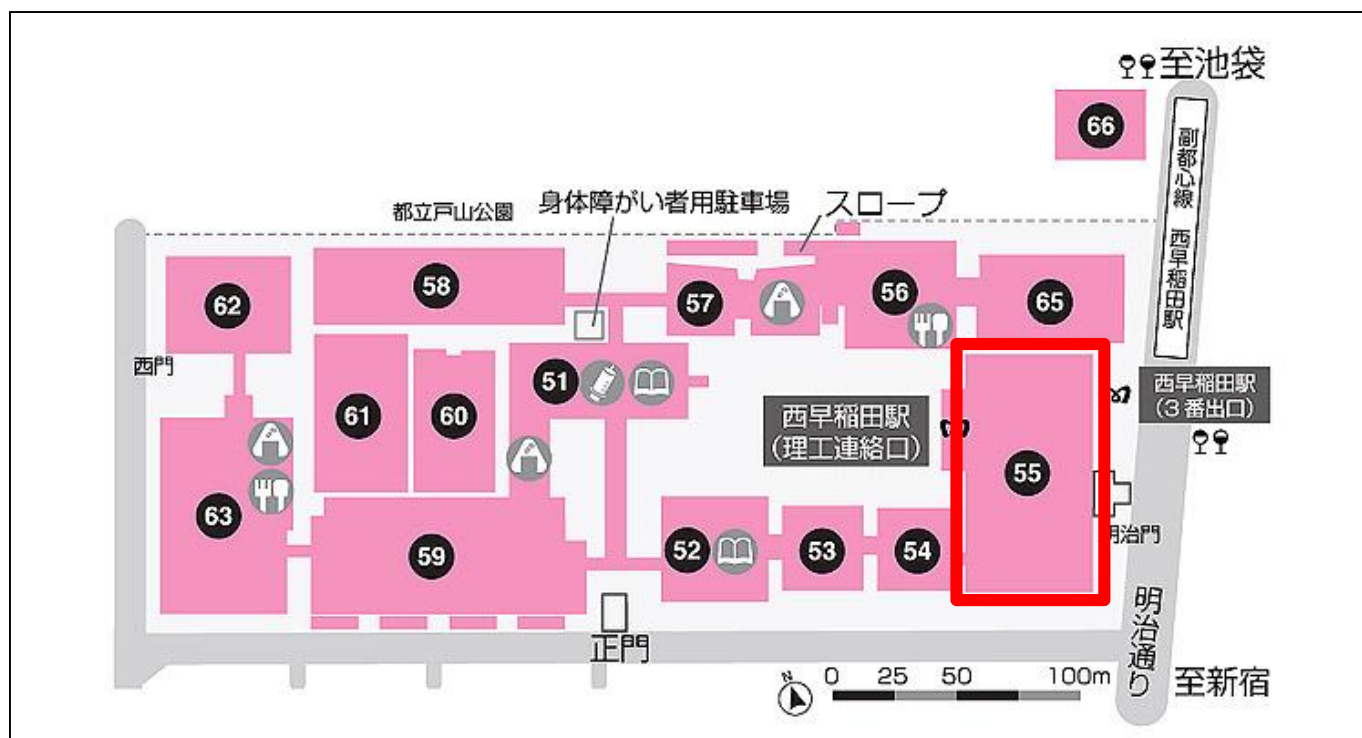 至池袋
66
副都心線 西早稲田駅
都立戸山公園
身体障がい者用駐車場
スロープ
62
58
57
56
65
西門
51
61
60
西早稲田駅
(理工連絡口)
西早稲田駅
(3番出口)
55
63
59
52
53
54
明治門
正門
明治通り
N
0 25 50 100m
至新宿